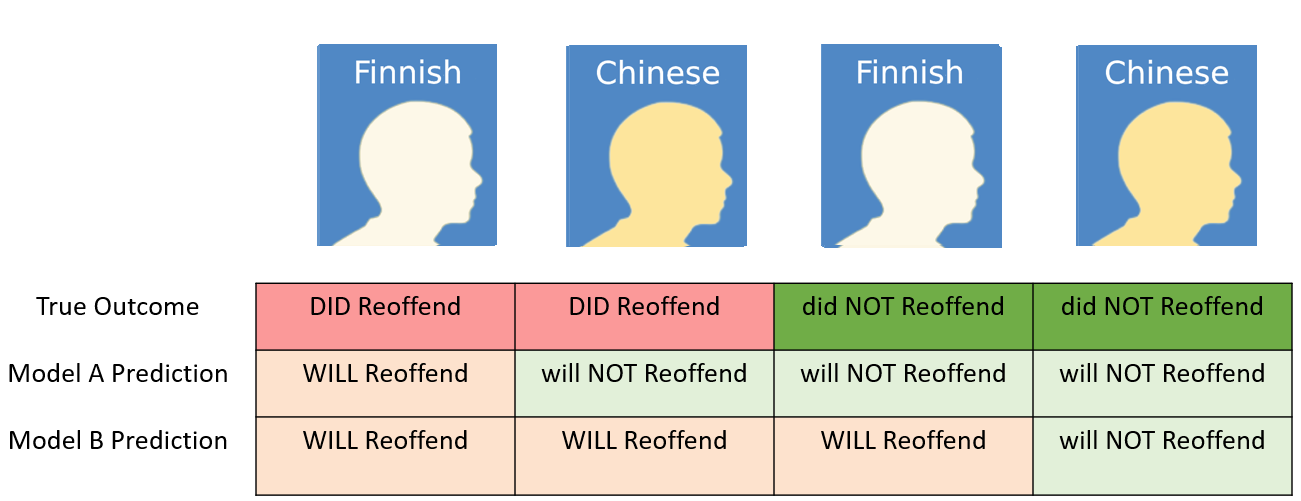 Finnish Chinese Finnish Chinese
True Outcome DID Reoffend DID Reoffend did NOT Reoffend did NOT Reoffend
Model A Prediction WILL Reoffend will NOT Reoffend will NOT Reoffend will NOT Reoffend
Model B Prediction WILL Reoffend WILL Reoffend WILL Reoffend will NOT Reoffend